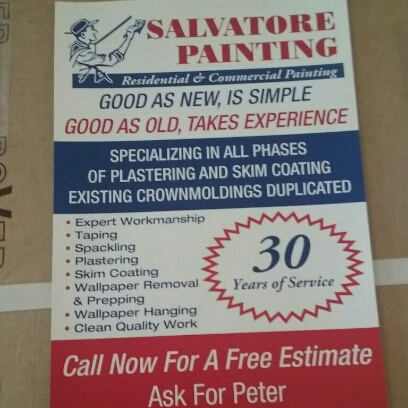 SALVATORE
PAINTING
Residential & Commercial Painting
GOOD AS NEW, IS SIMPLE
GOOD AS OLD, TAKES EXPERIENCE
SPECIALIZING IN ALL PHASES
OF PLASTERING AND SKIM COATING
EXISTING CROWNMOLDINGS DUPLICATED
• Expert Workmanship
• Taping
• Spackling
• Plastering
• Skim Coating
• Wallpaper Removal
& Prepping
• Wallpaper Hanging
• Clean Quality Work
30
Years of Service
Call Now For A Free Estimate
Ask For Peter